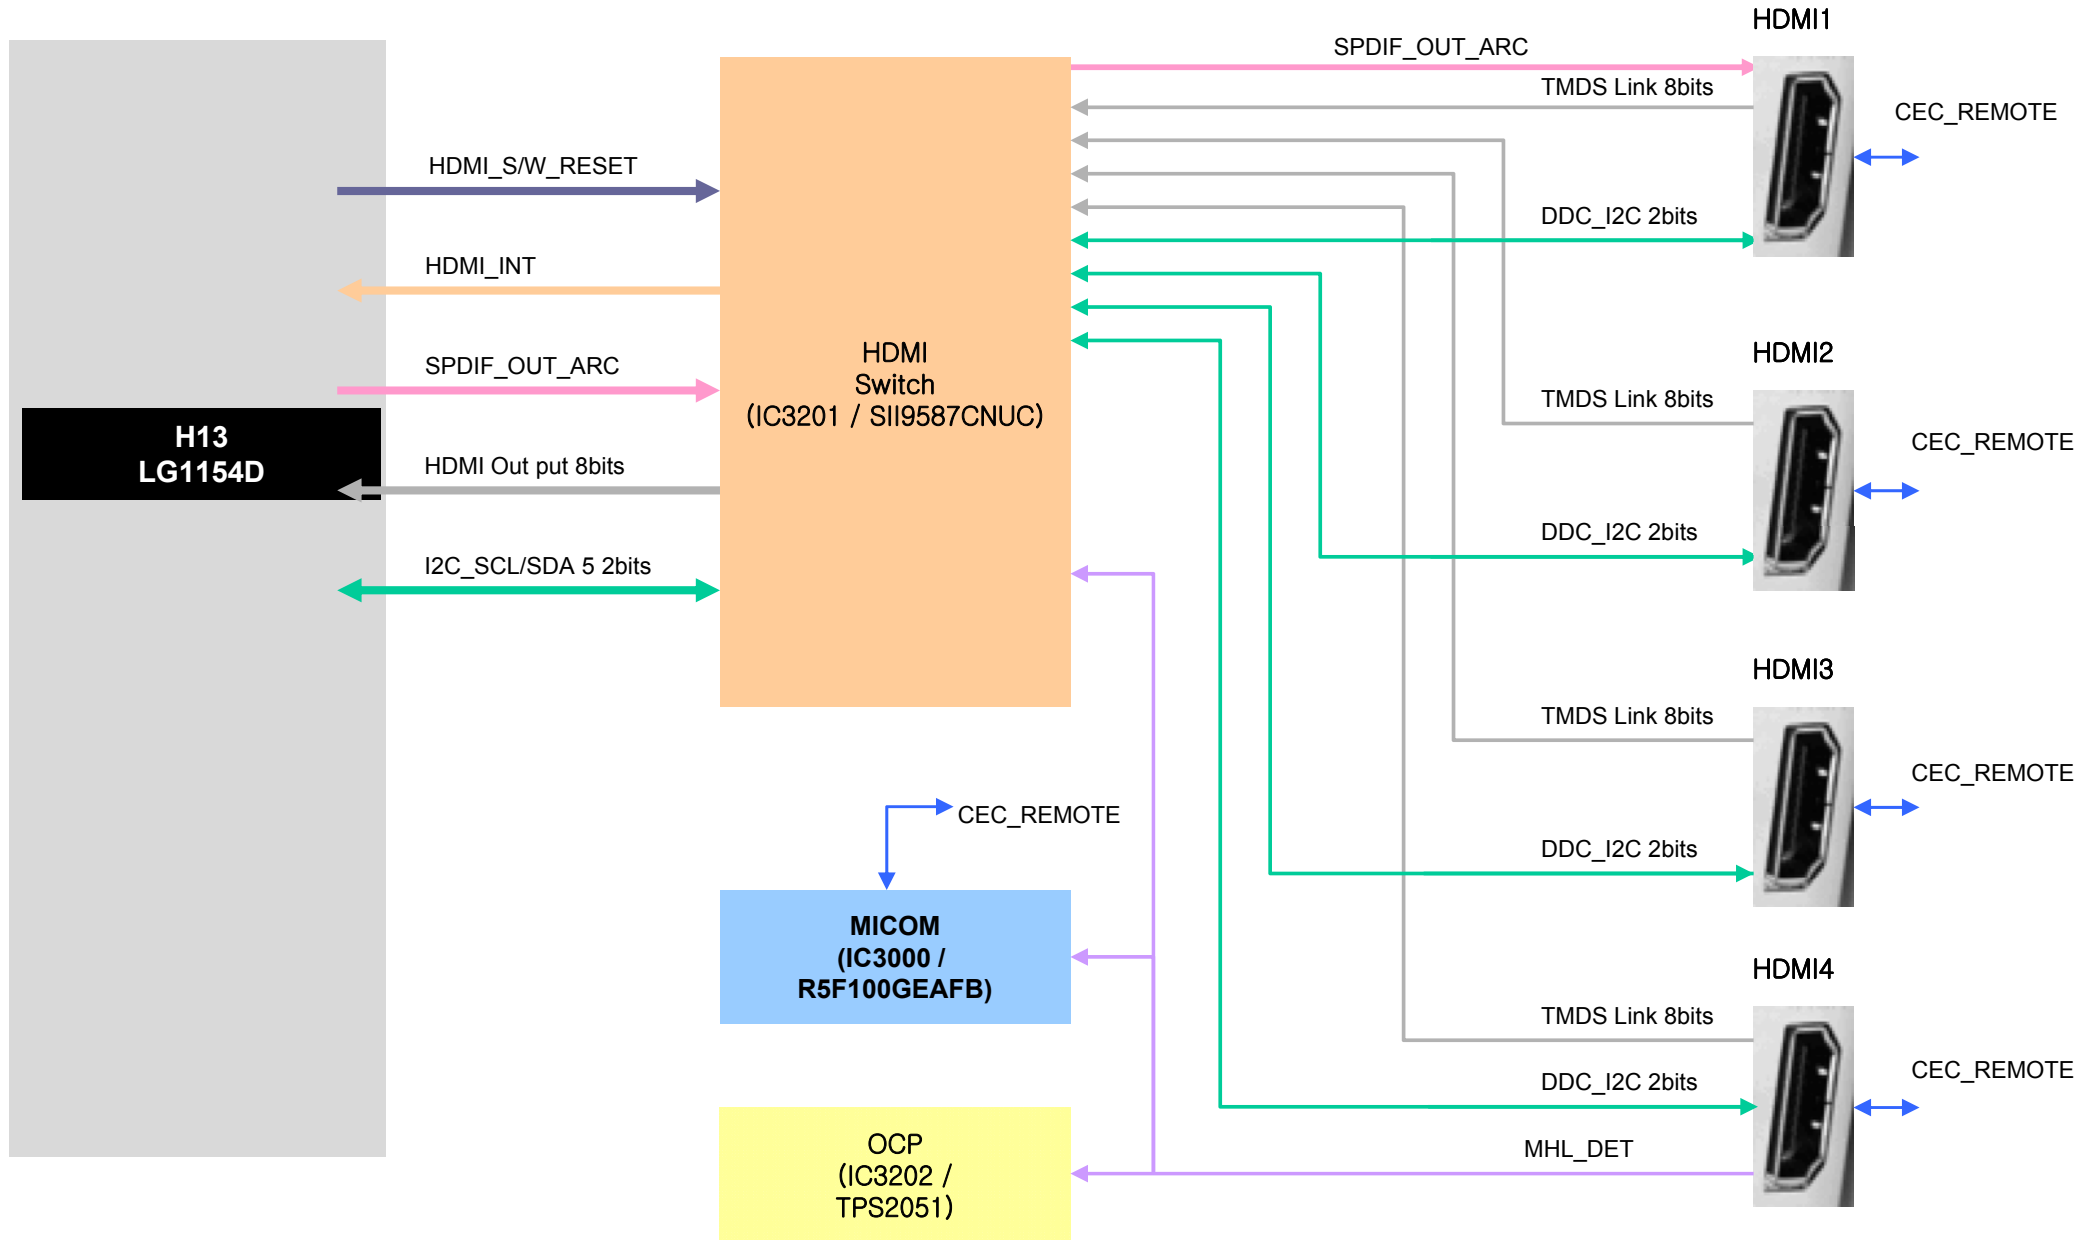 HDMI1
SPDIF_OUT_ARC
TMDS Link 8bits
CEC_REMOTE
HDMI_S/W_RESET
DDC_I2C 2bits
HDMI_INT
HDMI
Switch
(IC3201 / SII9587CNUC)
SPDIF_OUT_ARC
HDMI2
TMDS Link 8bits
CEC_REMOTE
H13
LG1154D
HDMI Out put 8bits
DDC_I2C 2bits
I2C_SCL/SDA 5 2bits
HDMI3
TMDS Link 8bits
CEC_REMOTE
CEC_REMOTE
DDC_I2C 2bits
MICOM
(IC3000 /
R5F100GEAFB)
HDMI4
TMDS Link 8bits
CEC_REMOTE
DDC_I2C 2bits
MHL_DET
OCP
(IC3202 /
TPS2051)